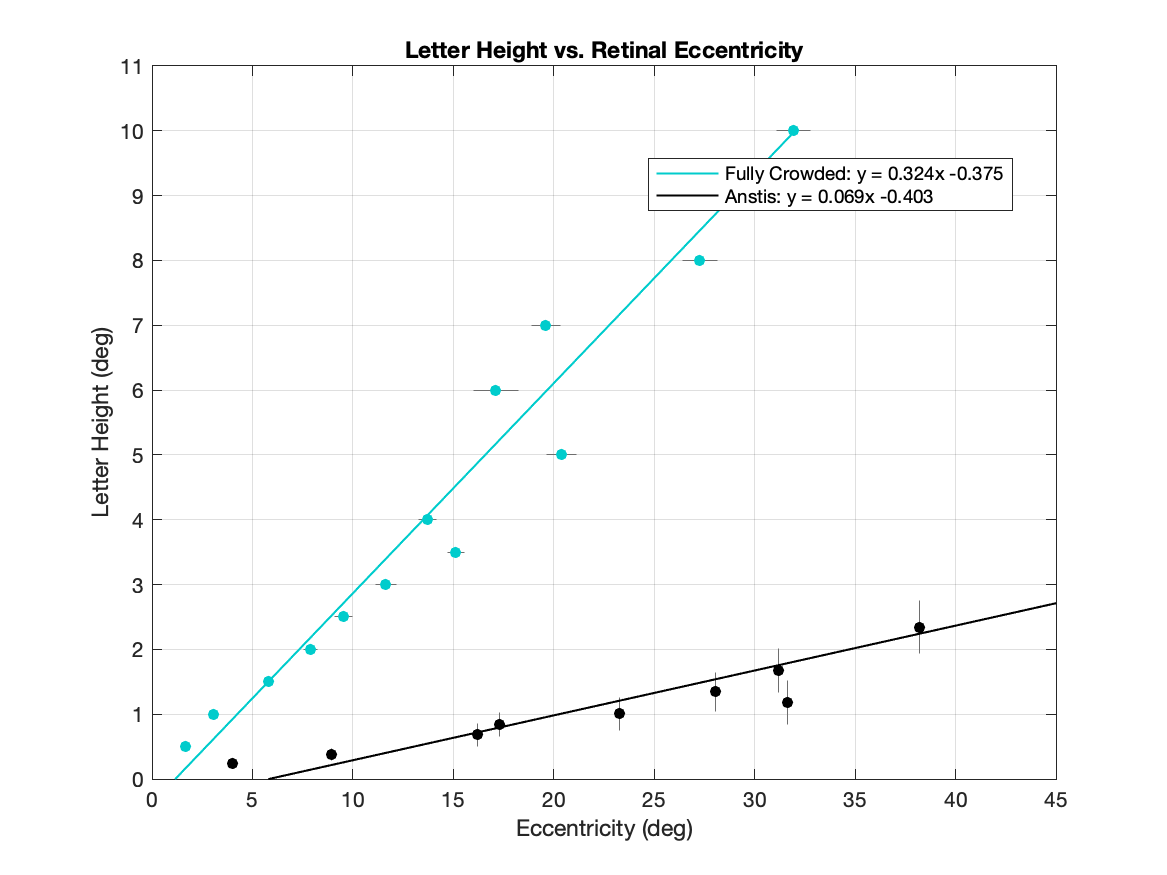 Letter Height vs. Retinal Eccentricity
11
10
9
8
7
6
5
4
3
2
1
0
Letter Height (deg)
Fully Crowded: y = 0.324x -0.375
Anstis: y = 0.069x -0.403
0 5 10 15 20 25 30 35 40 45
Eccentricity (deg)